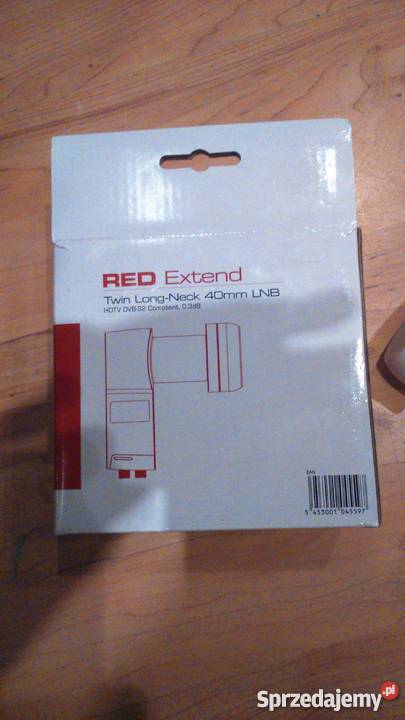 RED Extend
Twin Long-Neck 40mm LNB
HDTV DVB-S2 Compliant, 0.3dB
EAN
5 453001 045597
Sprzedajemy.pl